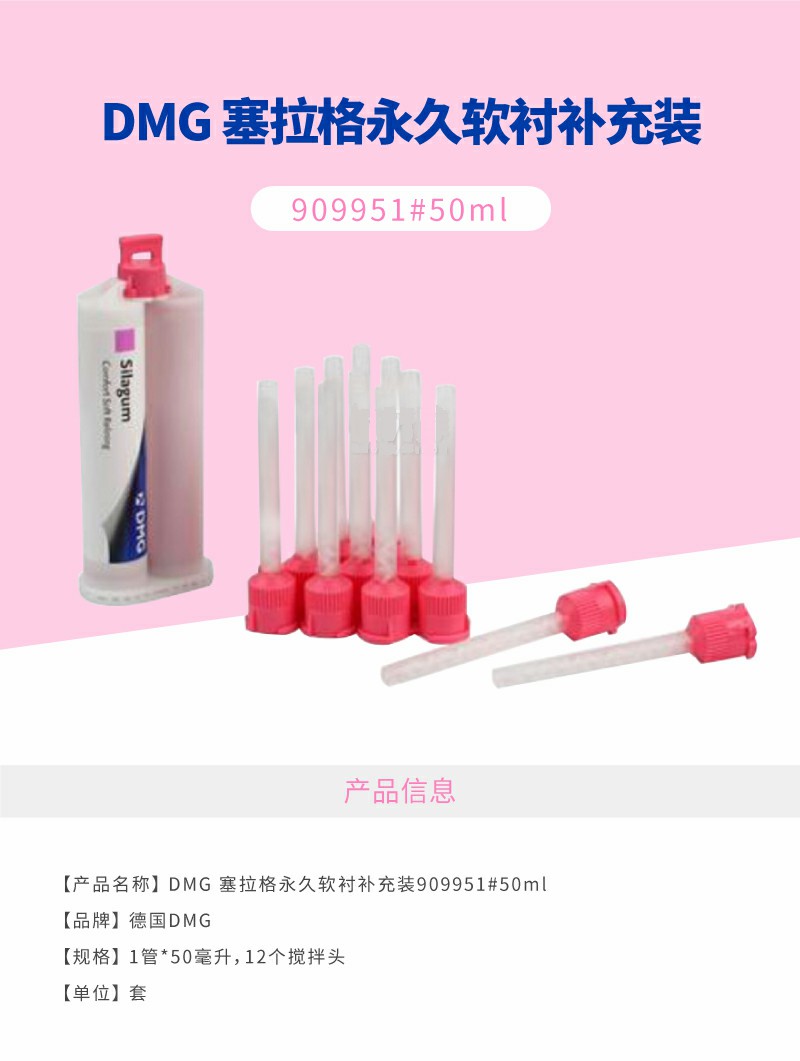 DMG 塞拉格永久软衬补充装
909951#50ml
Silagum
Comfort Soft Relining
DMG
产品信息
【产品名称】DMG 塞拉格永久软衬补充装909951#50ml
【品牌】德国DMG
【规格】1管*50毫升,12个搅拌头
【单位】套